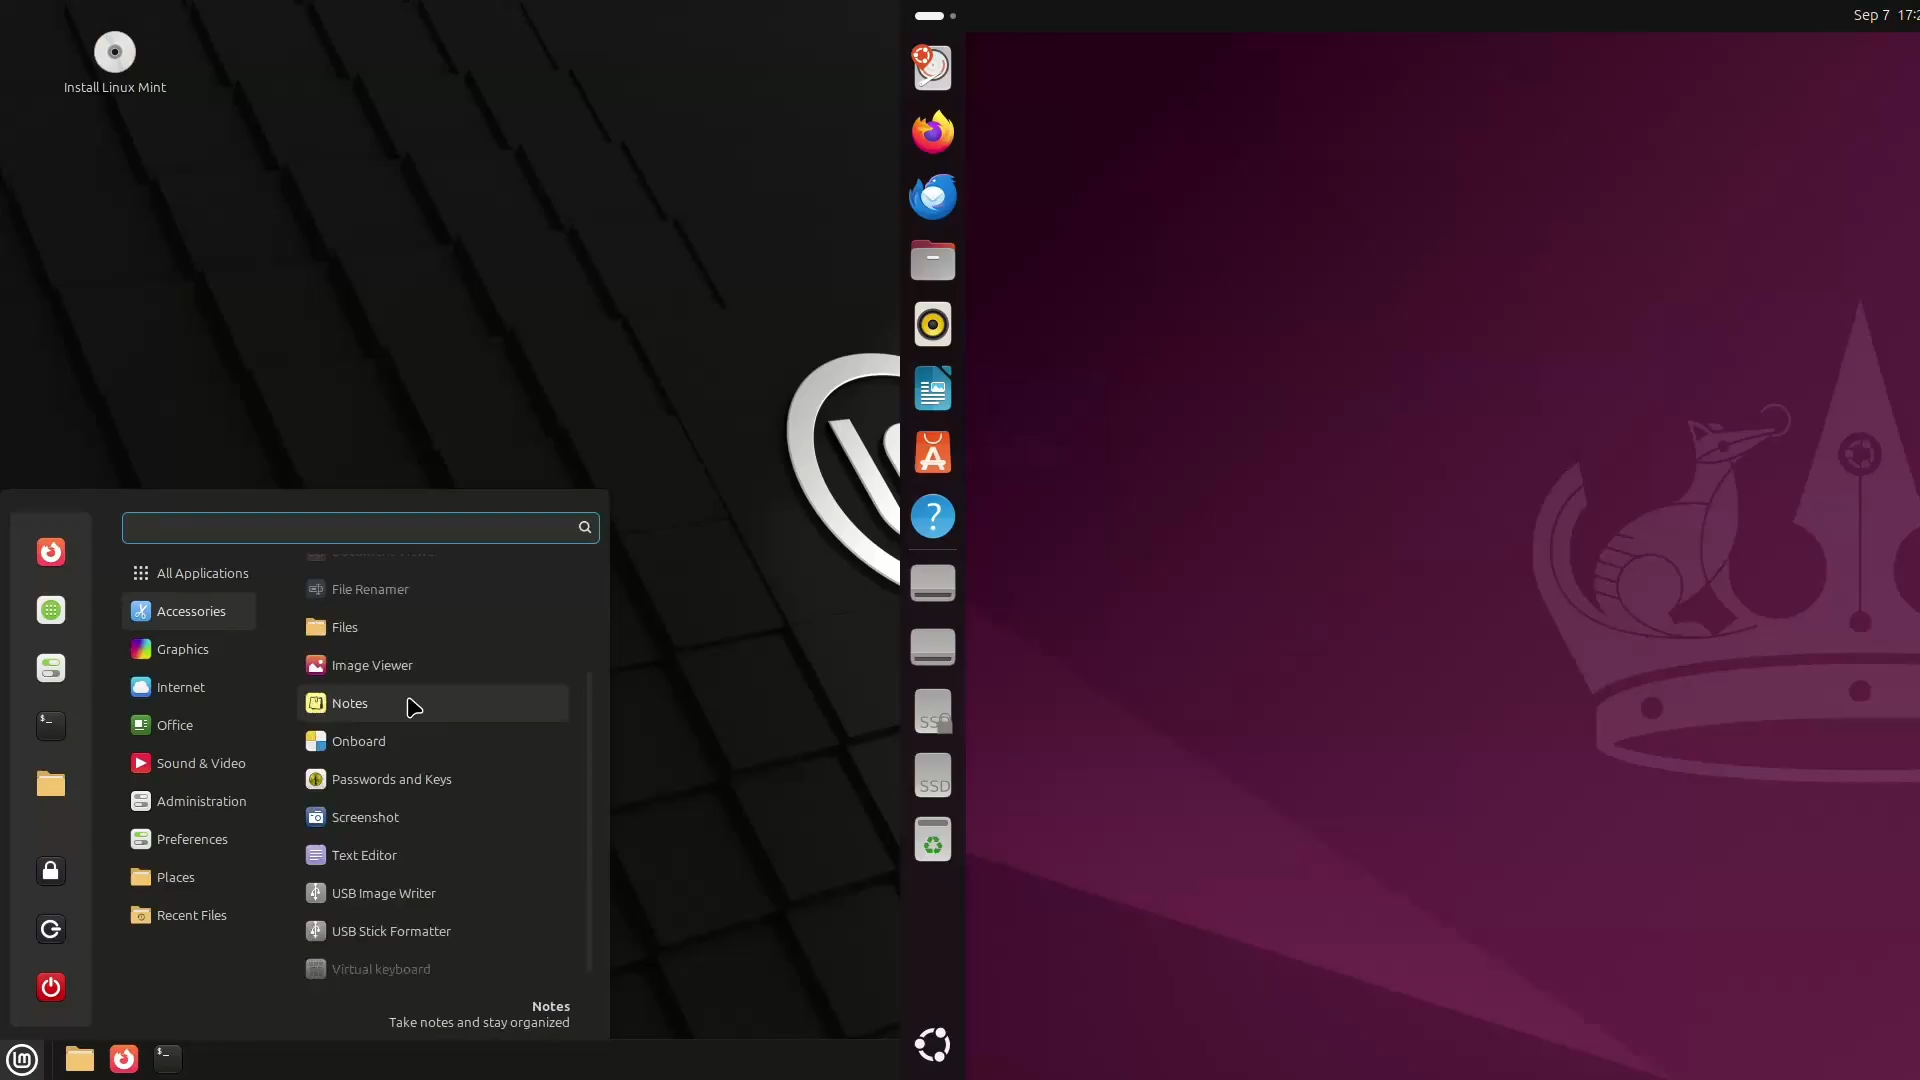 Sep 7 17:2
Install Linux Mint
All Applications
Accessories
Graphics
Internet
Office
Sound & Video
Administration
Preferences
Places
Recent Files
Document Viewer
File Renamer
Files
Image Viewer
Notes
Onboard
Passwords and Keys
Screenshot
Text Editor
USB Image Writer
USB Stick Formatter
Virtual keyboard
Notes
Take notes and stay organized
SSD
SSD